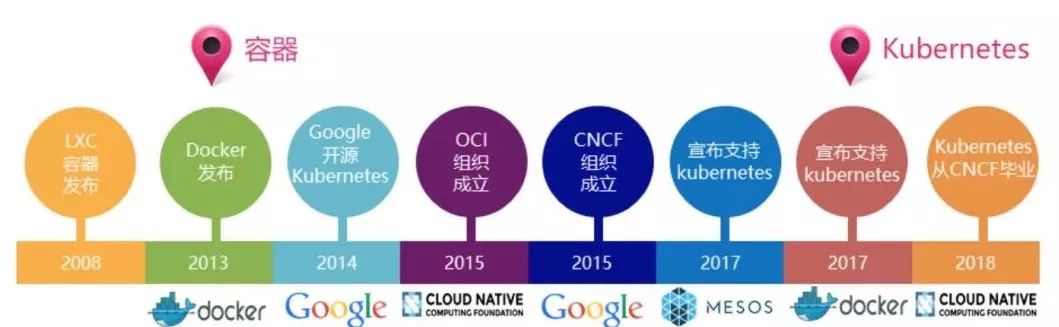 容器
Kubernetes
LXC
容器
发布
Docker
发布
Google
开源
Kubernetes
OCI
组织
成立
CNCF
组织
成立
宣布支持
kubernetes
宣布支持
kubernetes
Kubernetes
从CNCF毕业
2008
2013
2014
2015
2015
2017
2017
2018
docker
Google
CLOUD NATIVE
COMPUTING FOUNDATION
Google
MESOS
docker
CLOUD NATIVE
COMPUTING FOUNDATION